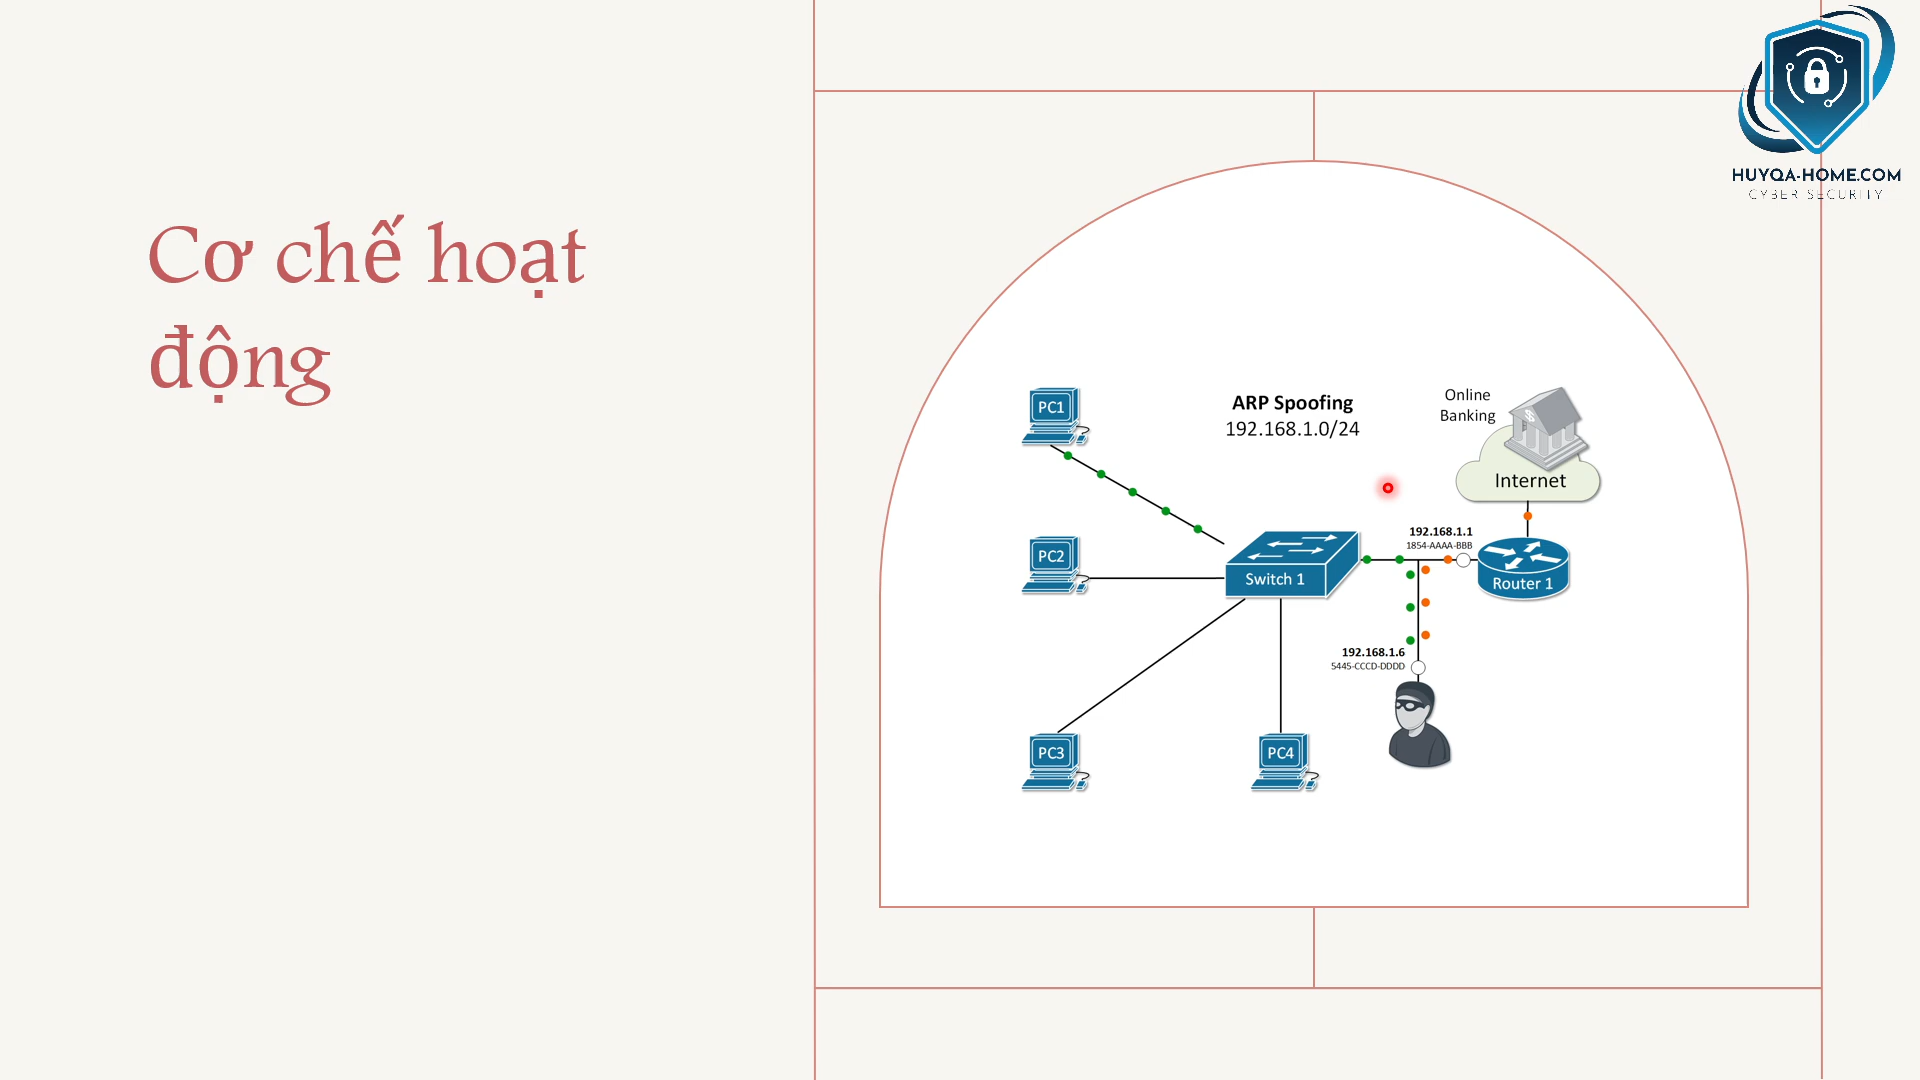 Cơ chế hoạt
động
HUYQA-HOME.COM
CYBER SECURITY
ARP Spoofing
192.168.1.0/24
Online
Banking
Internet
PC1
PC2
Switch 1
192.168.1.1
1854-AAAA-BBB
Router 1
192.168.1.6
5445-CCCD-DDDD
PC3
PC4